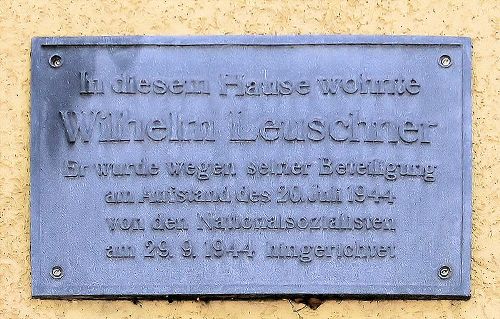 In diesem Hause wohnte
Wilhelm Leuschner
Er wurde wegen seiner Beteiligung
am Aufstand des 20. Juli 1944
von den Nationalsozialisten
am 29. 9. 1944 hingerichtet